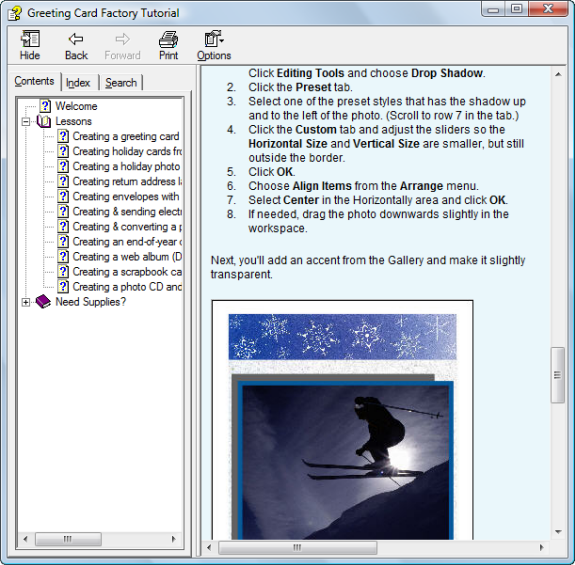 Greeting Card Factory Tutorial
Hide
Back
Forward
Print
Options
Contents
Index
Search
Welcome
Lessons
Creating a greeting card
Creating holiday cards fr
Creating a holiday photo
Creating return address la
Creating envelopes with
Creating & sending electr
Creating & converting a p
Creating an end-of-year c
Creating a web album (D
Creating a scrapbook ca
Creating a photo CD and
Need Supplies?
Click Editing Tools and choose Drop Shadow.
2. Click the Preset tab.
3. Select one of the preset styles that has the shadow up
and to the left of the photo. (Scroll to row 7 in the tab.)
4. Click the Custom tab and adjust the sliders so the
Horizontal Size and Vertical Size are smaller, but still
outside the border.
5. Click OK.
6. Choose Align Items from the Arrange menu.
7. Select Center in the Horizontally area and click OK.
8. If needed, drag the photo downwards slightly in the
workspace.
Next, you'll add an accent from the Gallery and make it slightly
transparent.